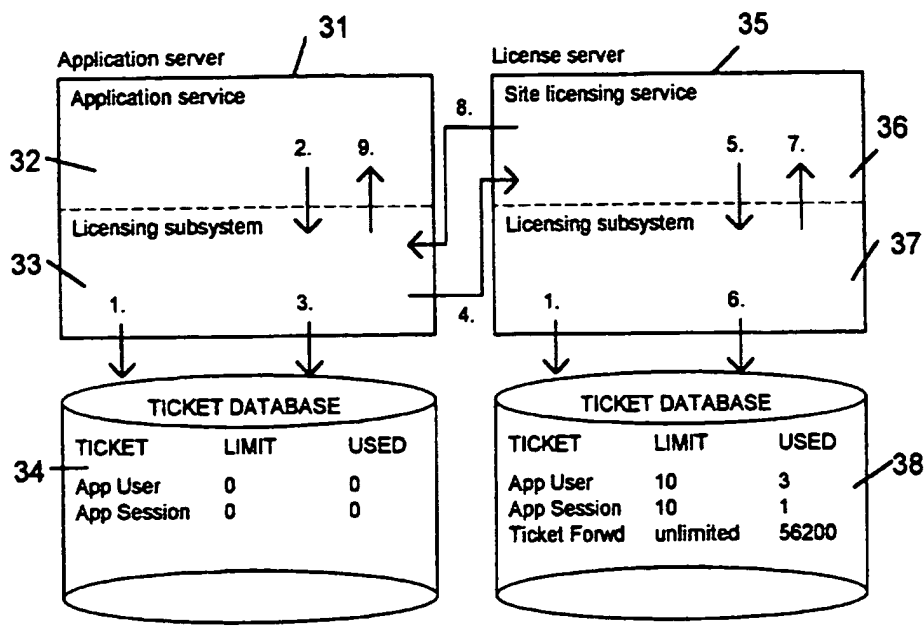 31
35
Application server
License server
Application service
Site licensing service
8.
32
2.
9.
5.
7.
36
Licensing subsystem
Licensing subsystem
33
37
1.
3.
4.
1.
6.
TICKET DATABASE
TICKET LIMIT USED
App User 0 0
App Session 0 0
34
TICKET DATABASE
TICKET LIMIT USED
App User 10 3
App Session 10 1
Ticket Forwd unlimited 56200
38